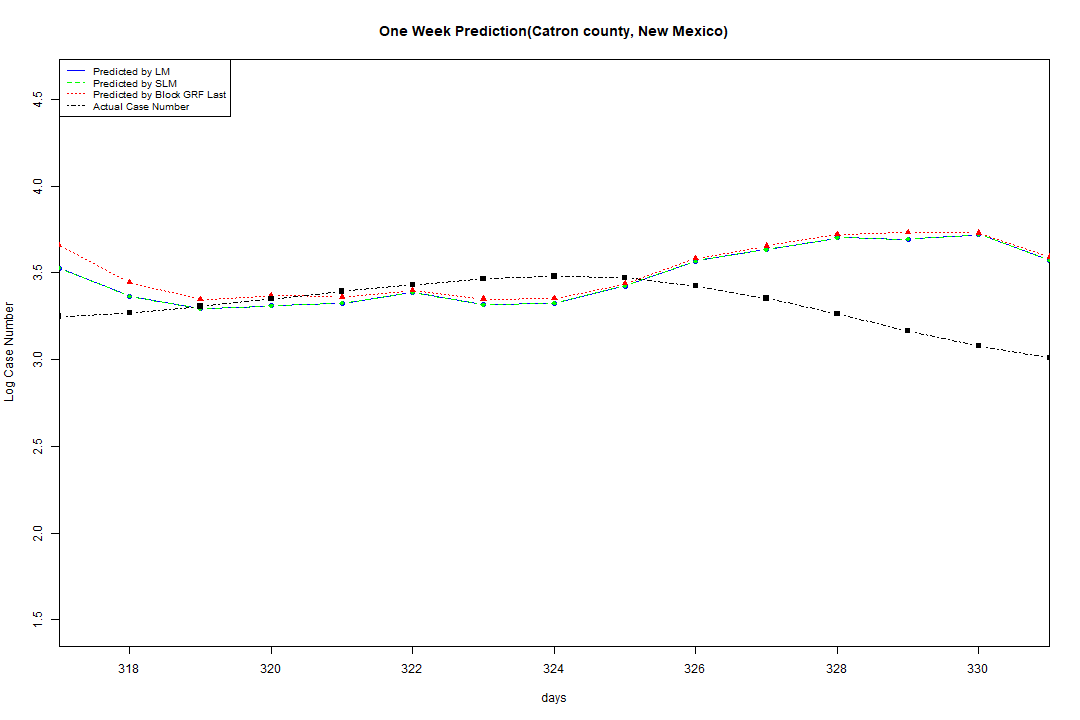 One Week Prediction(Catron county, New Mexico)
Predicted by LM
Predicted by SLM
Predicted by Block GRF Last
Actual Case Number
4.5
4.0
3.5
3.0
2.5
2.0
1.5
Log Case Number
318 320 322 324 326 328 330
days